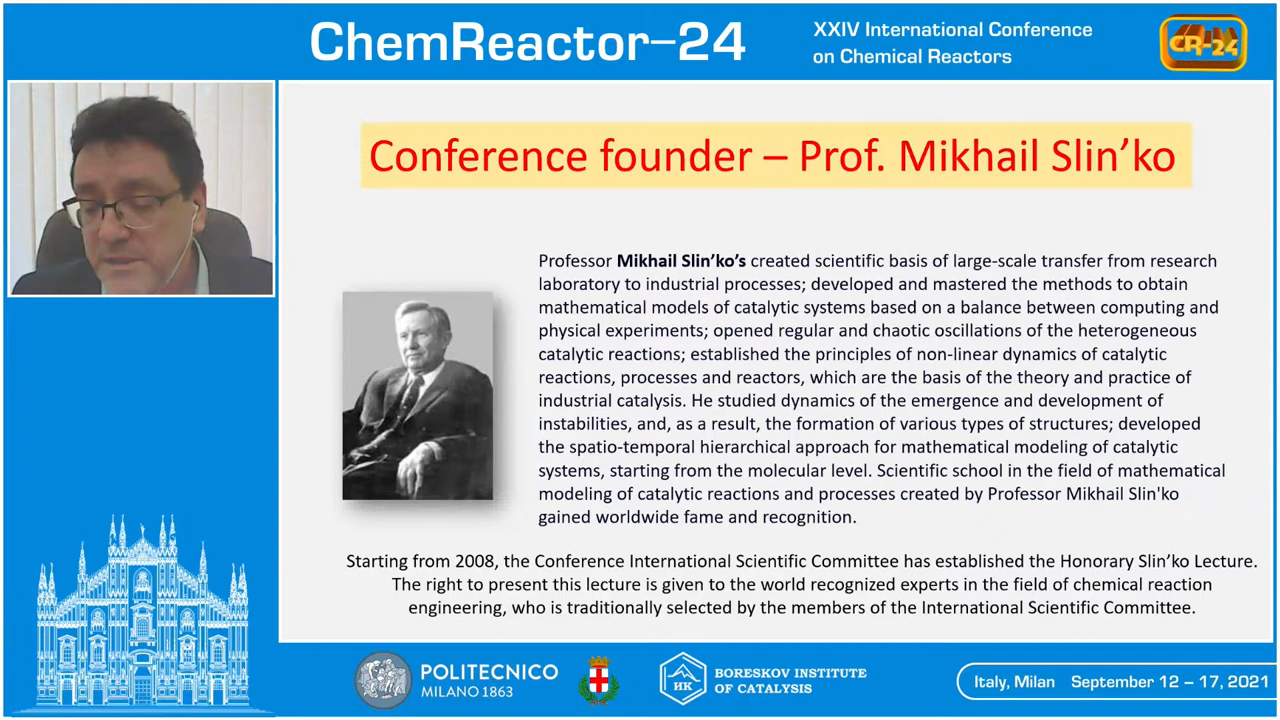 ChemReactor–24
XXIV International Conference
on Chemical Reactors
CR-24
Conference founder – Prof. Mikhail Slin’ko
Professor Mikhail Slin’ko’s created scientific basis of large-scale transfer from research
laboratory to industrial processes; developed and mastered the methods to obtain
mathematical models of catalytic systems based on a balance between computing and
physical experiments; opened regular and chaotic oscillations of the heterogeneous
catalytic reactions; established the principles of non-linear dynamics of catalytic
reactions, processes and reactors, which are the basis of the theory and practice of
industrial catalysis. He studied dynamics of the emergence and development of
instabilities, and, as a result, the formation of various types of structures; developed
the spatio-temporal hierarchical approach for mathematical modeling of catalytic
systems, starting from the molecular level. Scientific school in the field of mathematical
modeling of catalytic reactions and processes created by Professor Mikhail Slin'ko
gained worldwide fame and recognition.
Starting from 2008, the Conference International Scientific Committee has established the Honorary Slin’ko Lecture.
The right to present this lecture is given to the world recognized experts in the field of chemical reaction
engineering, who is traditionally selected by the members of the International Scientific Committee.
POLITECNICO
MILANO 1863
ИК
BORESKOV INSTITUTE
OF CATALYSIS
Italy, Milan September 12 – 17, 2021